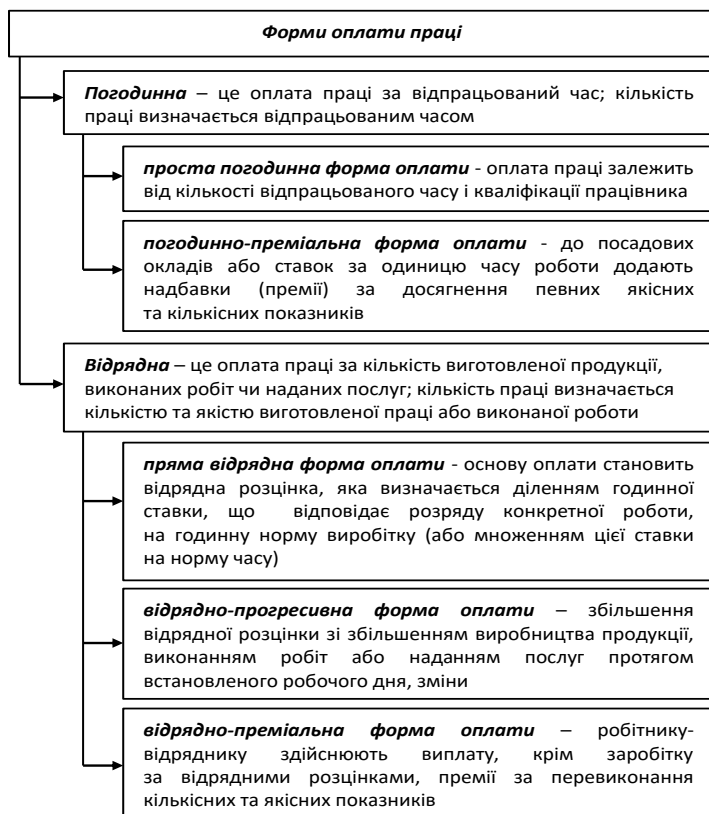 Форми оплати праці
Погодинна – це оплата праці за відпрацьований час; кількість
праці визначається відпрацьованим часом
проста погодинна форма оплати - оплата праці залежить
від кількості відпрацьованого часу і кваліфікації працівника
погодинно-преміальна форма оплати - до посадових
окладів або ставок за одиницю часу роботи додають
надбавки (премії) за досягнення певних якісних
та кількісних показників
Відрядна – це оплата праці за кількість виготовленої продукції,
виконаних робіт чи наданих послуг; кількість праці визначається
кількістю та якістю виготовленої праці або виконаної роботи
пряма відрядна форма оплати - основу оплати становить
відрядна розцінка, яка визначається діленням годинної
ставки, що відповідає розряду конкретної роботи,
на годинну норму виробітку (або множенням цієї ставки
на норму часу)
відрядно-прогресивна форма оплати – збільшення
відрядної розцінки зі збільшенням виробництва продукції,
виконанням робіт або наданням послуг протягом
встановленого робочого дня, зміни
відрядно-преміальна форма оплати – робітнику-
відряднику здійснюють виплату, крім заробітку
за відрядними розцінками, премії за перевиконання
кількісних та якісних показників